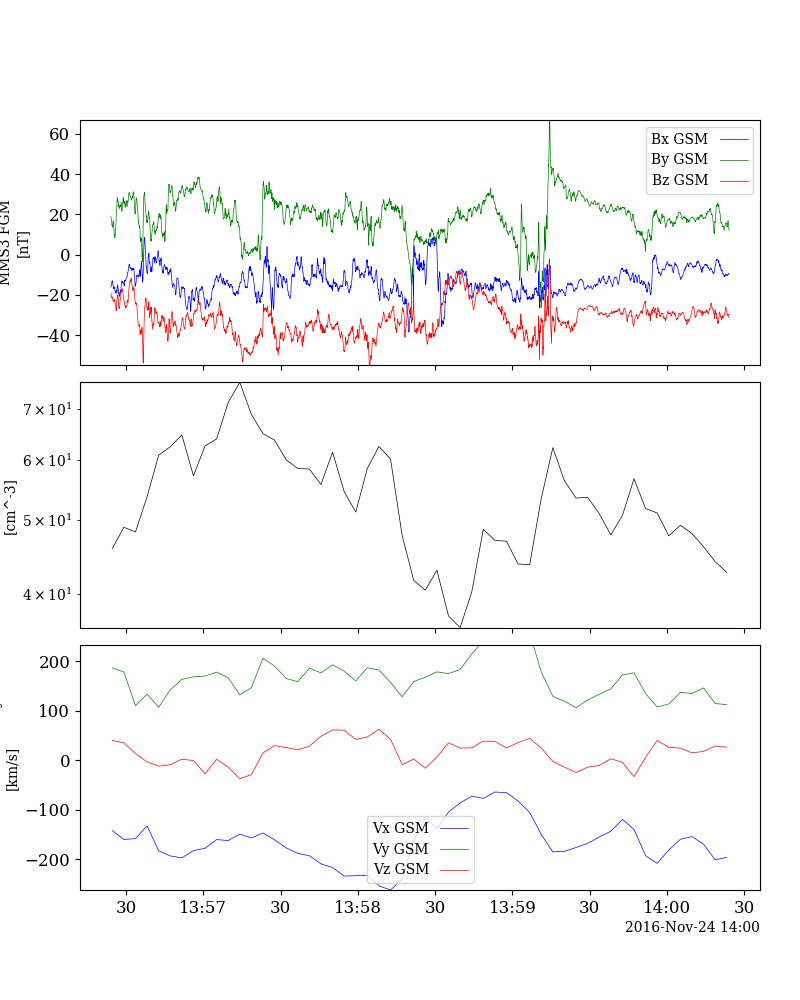 MMS3 FGM
[nT]
60
40
20
0
−20
−40
Bx GSM
By GSM
Bz GSM
[cm^-3]
7×10¹
6×10¹
5×10¹
4×10¹
[km/s]
200
100
0
−100
−200
Vx GSM
Vy GSM
Vz GSM
30 13:57 30 13:58 30 13:59 30 14:00 30
2016-Nov-24 14:00